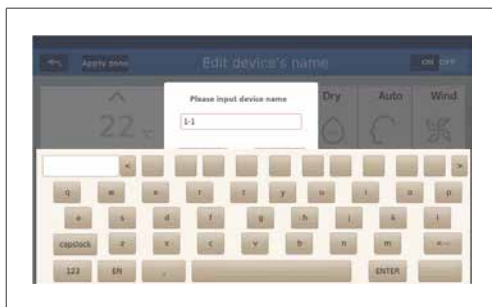 Apply zone Edit device's name ON OFF
Please input device name
1-1
22 °C Dry Auto Wind
< >
q w e r t y u i o p
a s d f g h j k l
capslock z x c v b n m <--
123 EN , ENTER